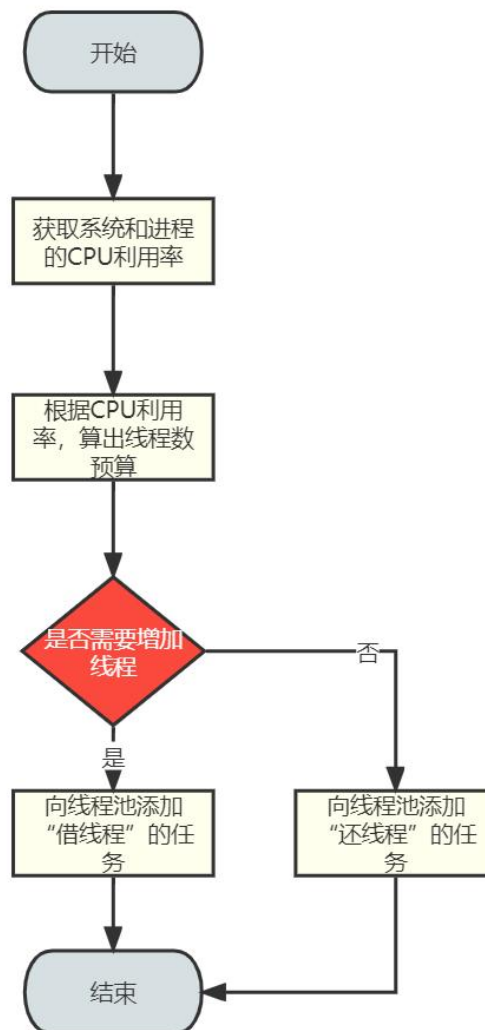 开始
获取系统和进程
的CPU利用率
根据CPU利用
率，算出线程数
预算
是否需要增加
线程
否
是
向线程池添加
“借线程”的任
务
向线程池添加
“还线程”的任
务
结束